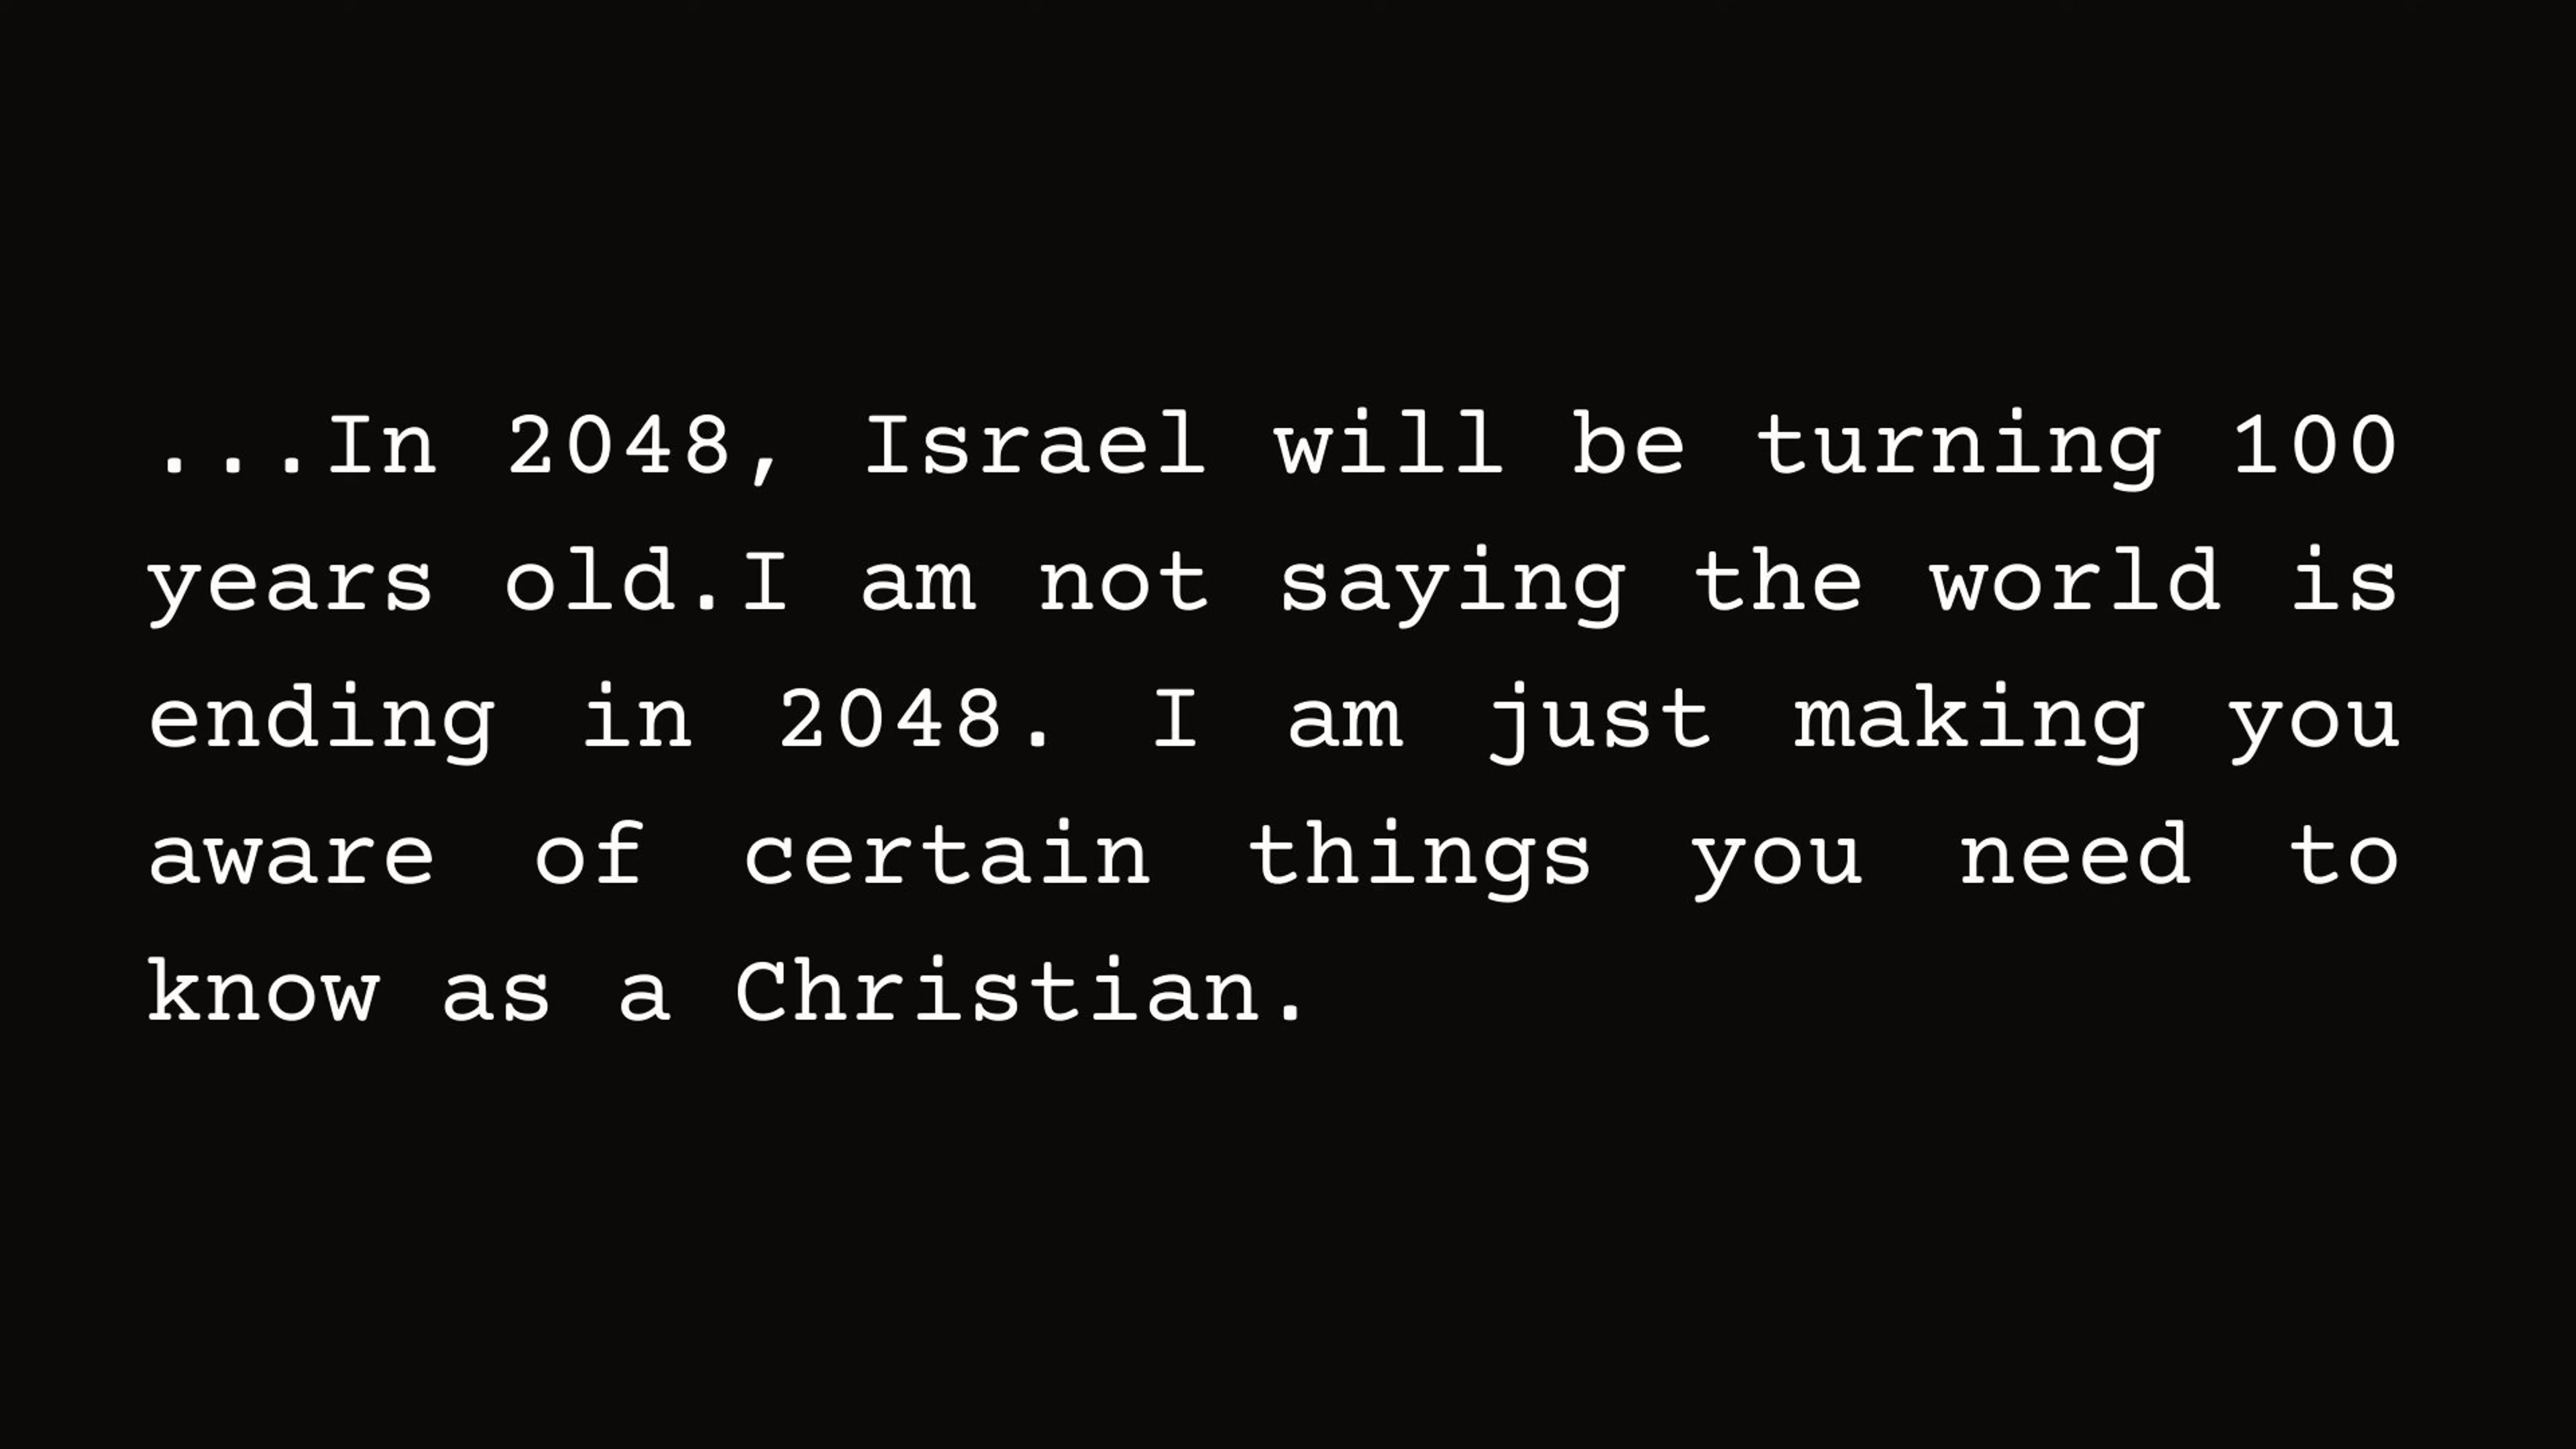 ...In 2048, Israel will be turning 100
years old.I am not saying the world is
ending in 2048. I am just making you
aware of certain things you need to
know as a Christian.